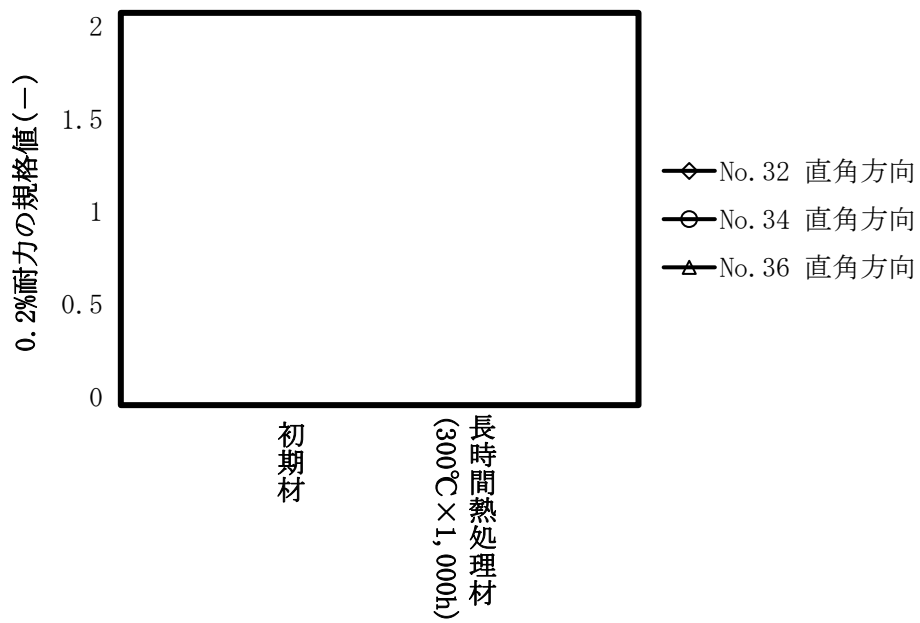 2
1.5
1
0.5
0
0.2%耐力の規格値(—)
初期材
長時間熱処理材
(300℃×1,000h)
No.32 直角方向
No.34 直角方向
No.36 直角方向